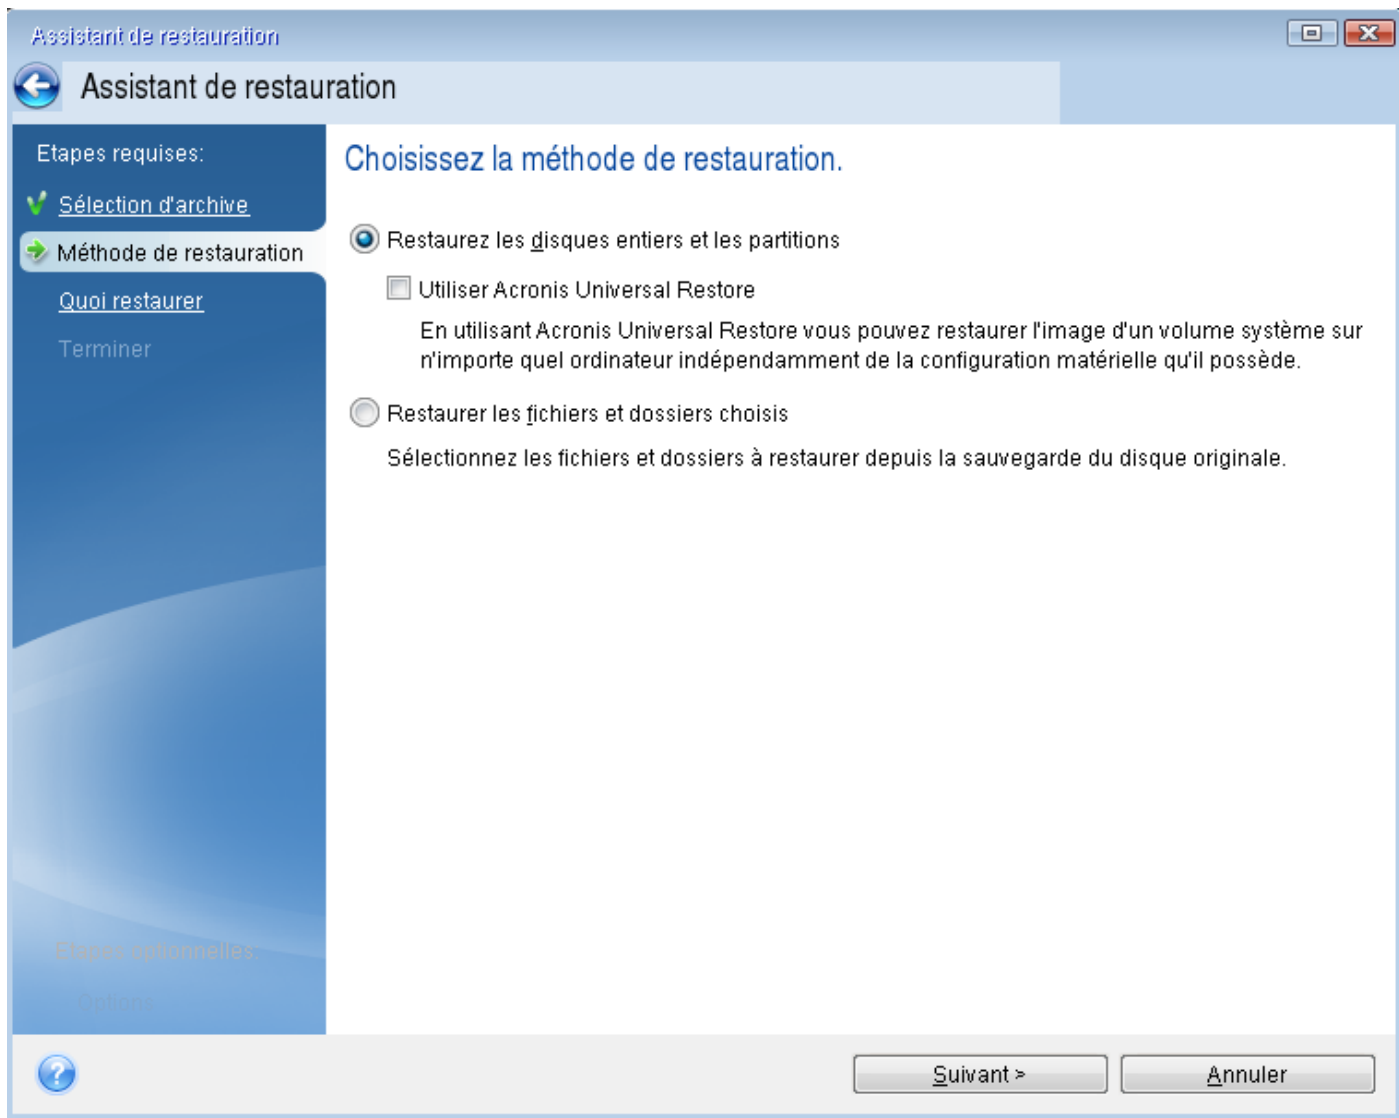 Assistant de restauration
Assistant de restauration
Etapes requises:
Sélection d'archive
Méthode de restauration
Quoi restaurer
Terminer
Etapes optionnelles:
Options
Choisissez la méthode de restauration.
Restaurez les disques entiers et les partitions
Utiliser Acronis Universal Restore
En utilisant Acronis Universal Restore vous pouvez restaurer l'image d'un volume système sur
n'importe quel ordinateur indépendamment de la configuration matérielle qu'il possède.
Restaurer les fichiers et dossiers choisis
Sélectionnez les fichiers et dossiers à restaurer depuis la sauvegarde du disque originale.
Suivant >
Annuler